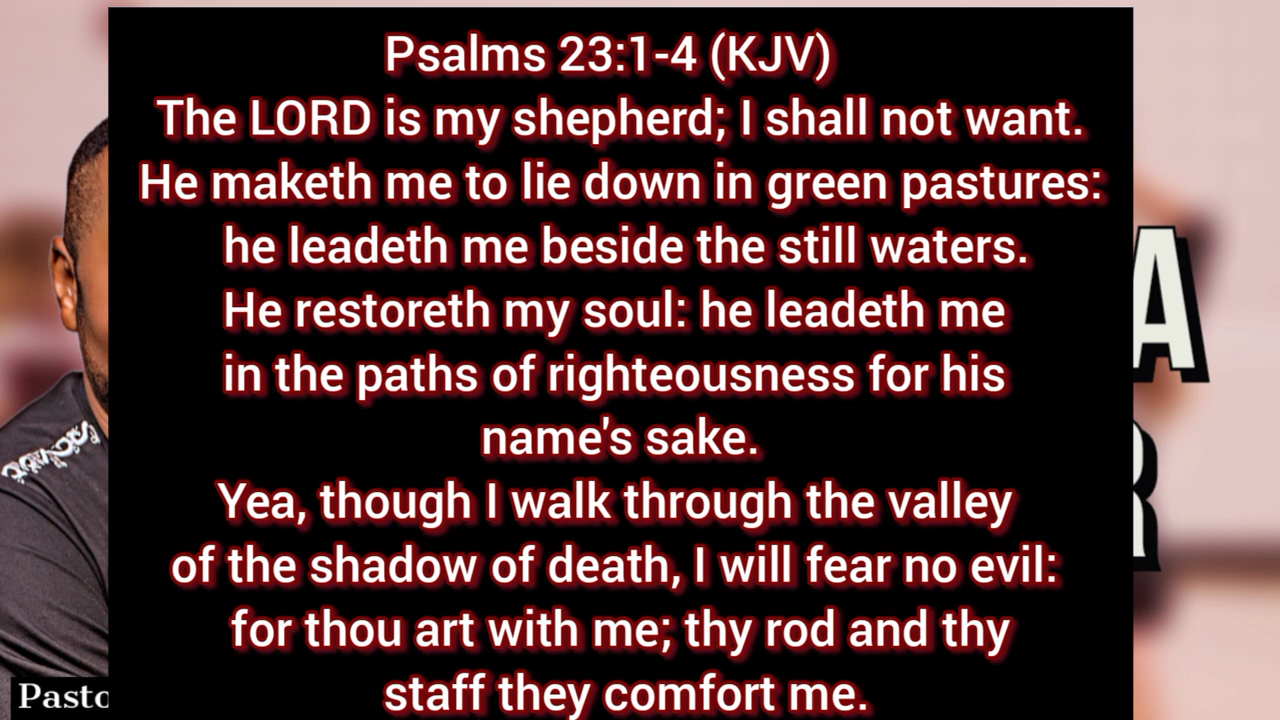 Psalms 23:1-4 (KJV)
The LORD is my shepherd; I shall not want.
He maketh me to lie down in green pastures:
he leadeth me beside the still waters.
He restoreth my soul: he leadeth me
in the paths of righteousness for his
name's sake.
Yea, though I walk through the valley
of the shadow of death, I will fear no evil:
for thou art with me; thy rod and thy
staff they comfort me.
A
R
Pasto